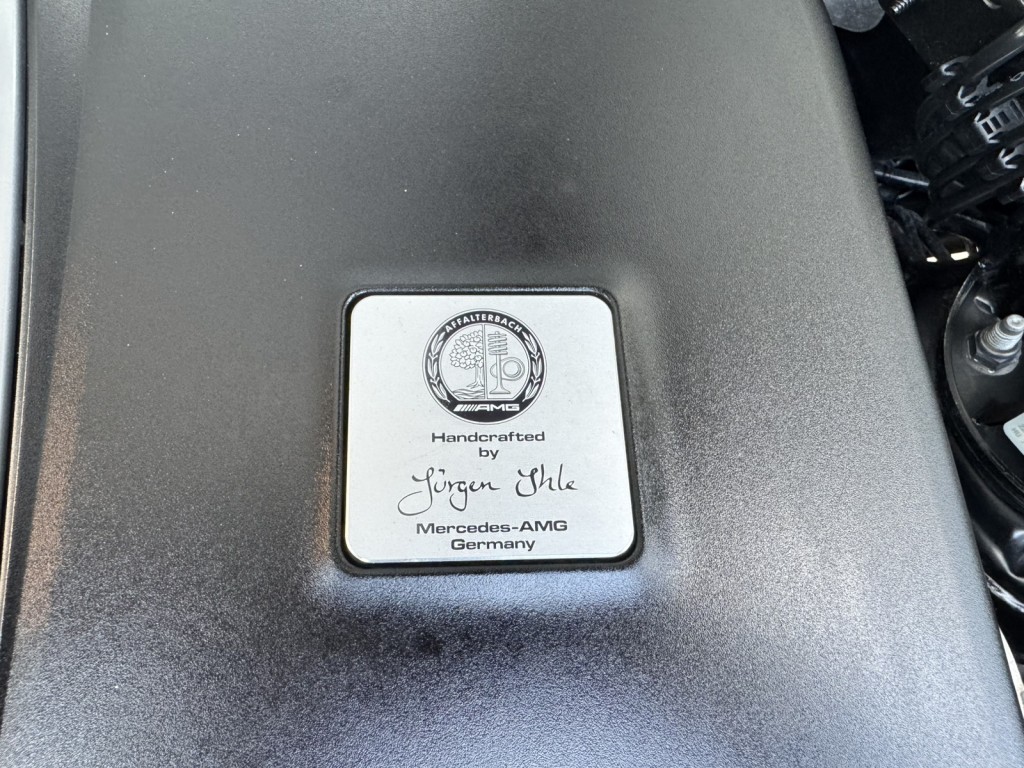 AFFALTERBACH
AMG
Handcrafted
by
Jürgen Ihle
Mercedes-AMG
Germany